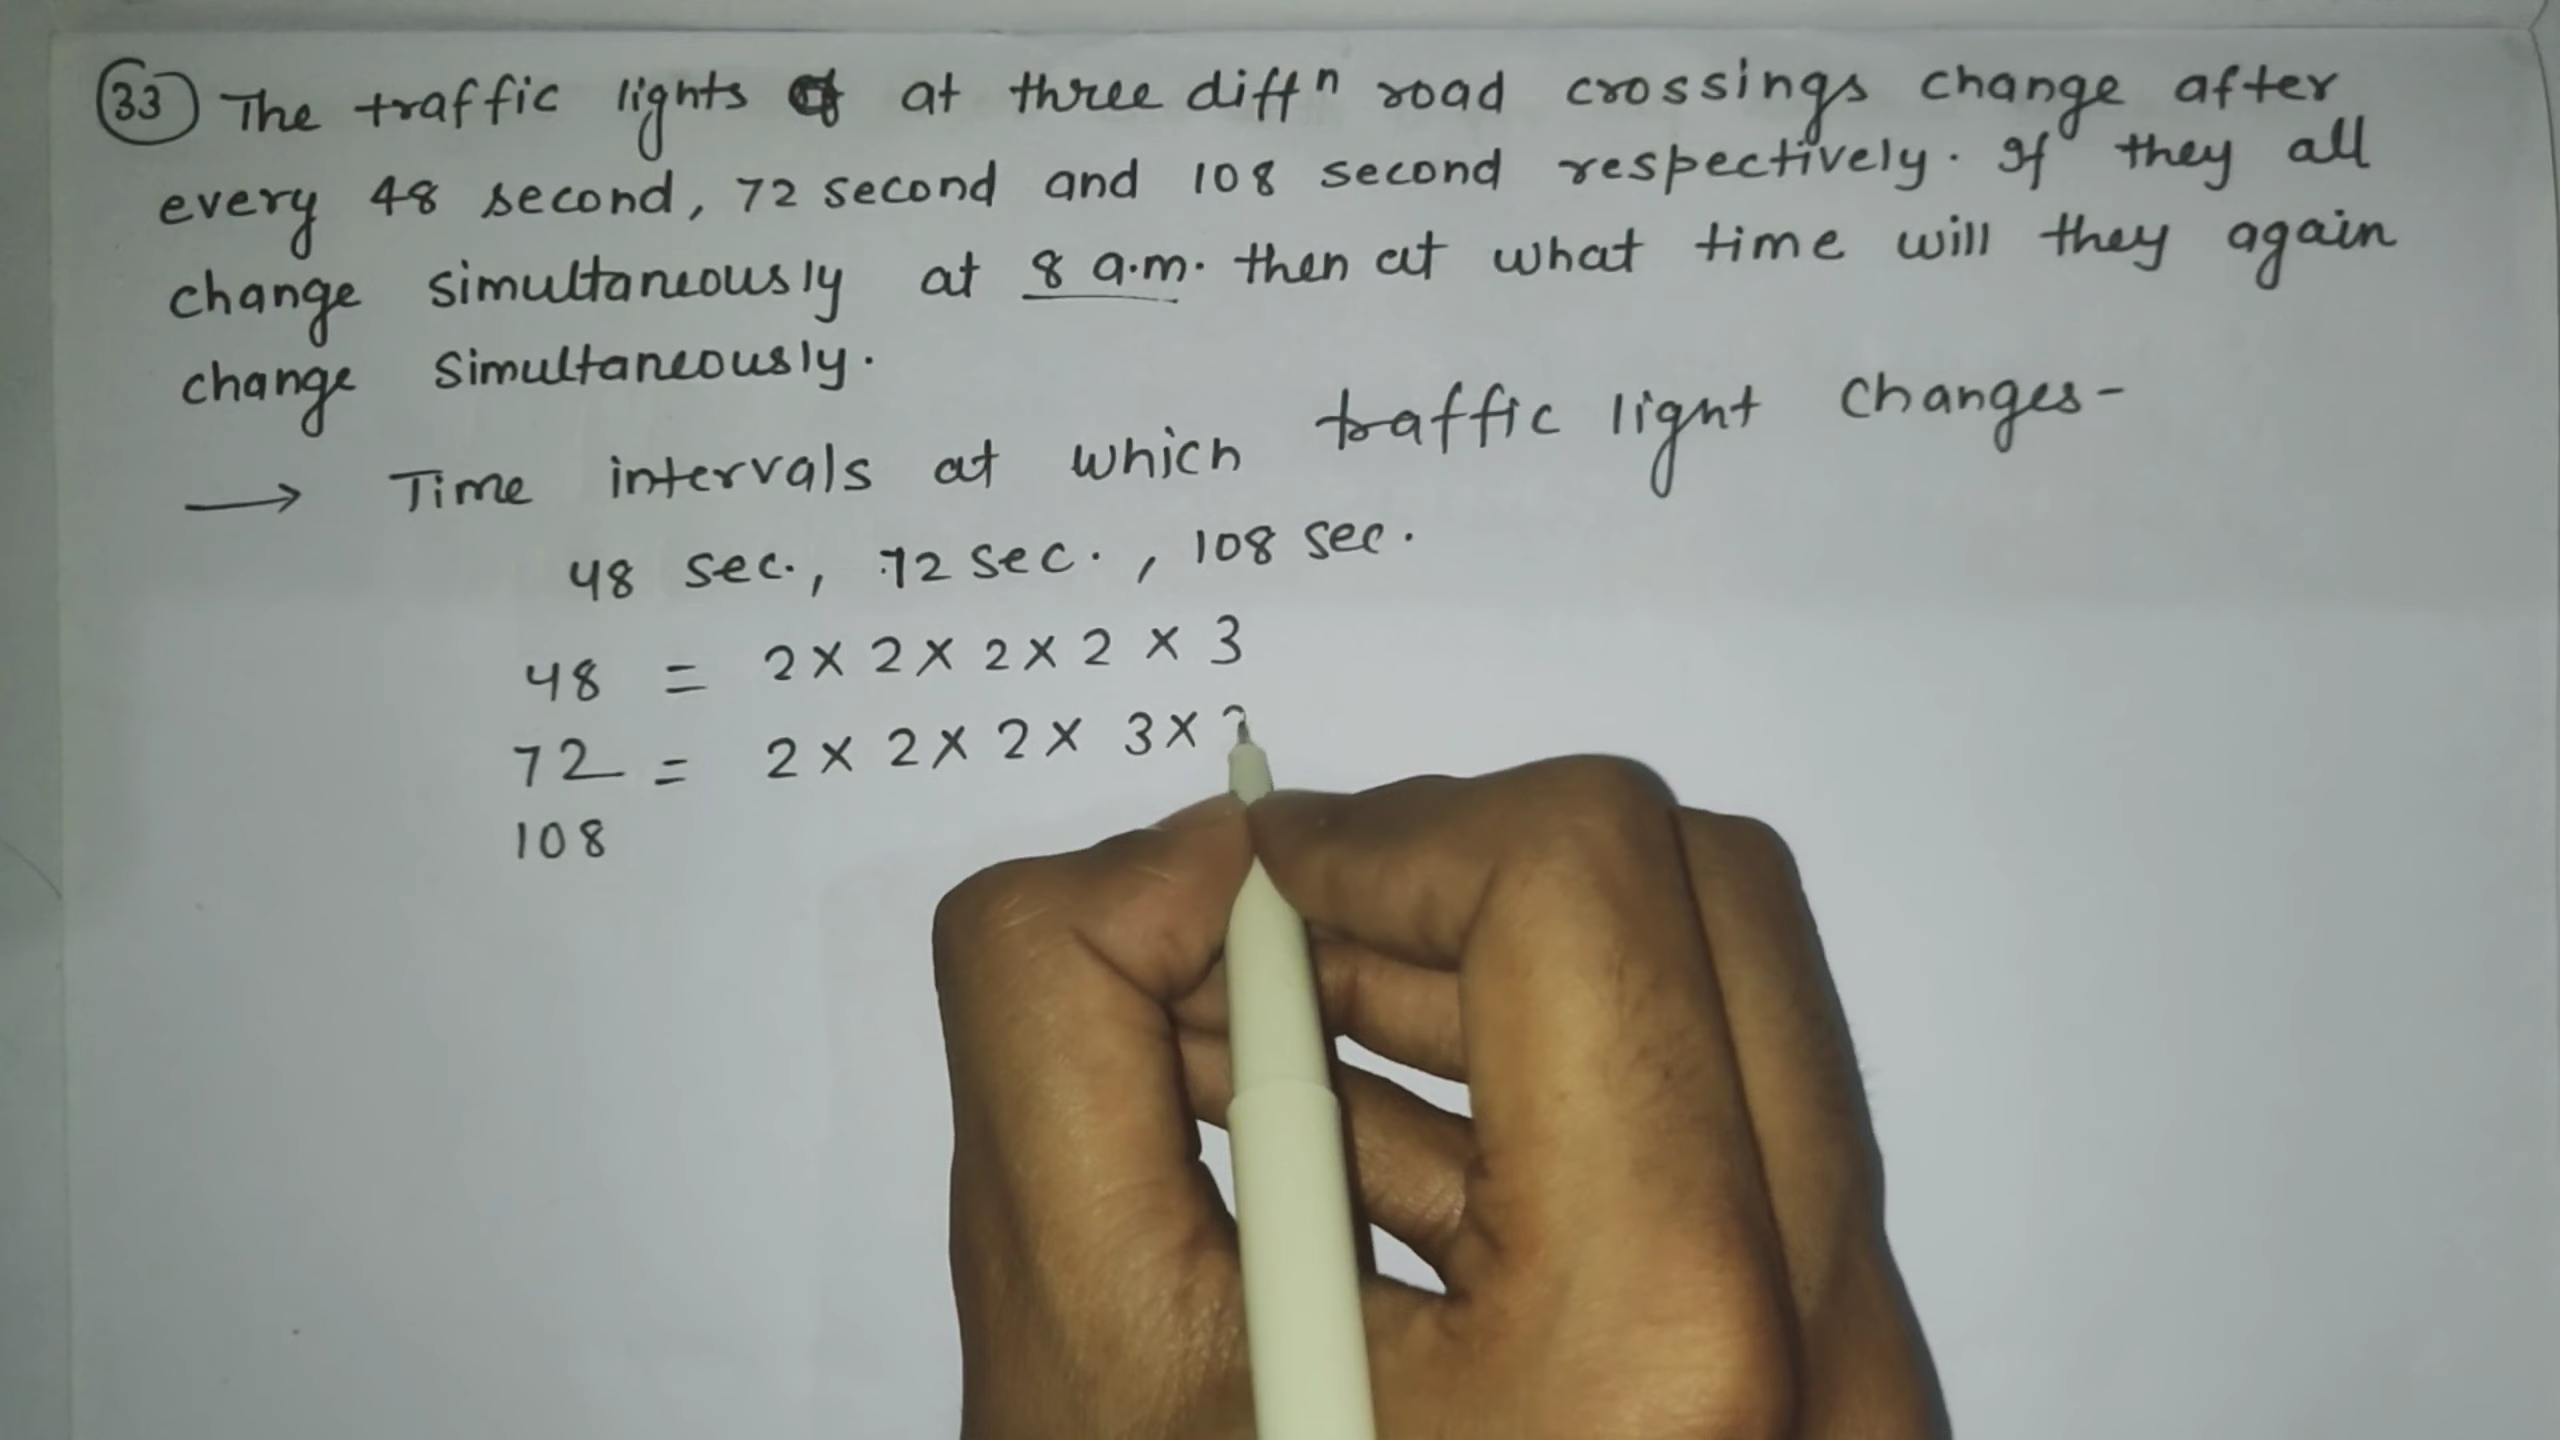 33 The traffic lights at three diffn road crossings change after
every 48 second, 72 second and 108 second respectively. If they all
change simultaneously at 8 a.m. then at what time will they again
change simultaneously.
→ Time intervals at which traffic light changes-
48 sec., 72 sec., 108 sec.
48 = 2 × 2 × 2 × 2 × 3
72 = 2 × 2 × 2 × 3 ×
108